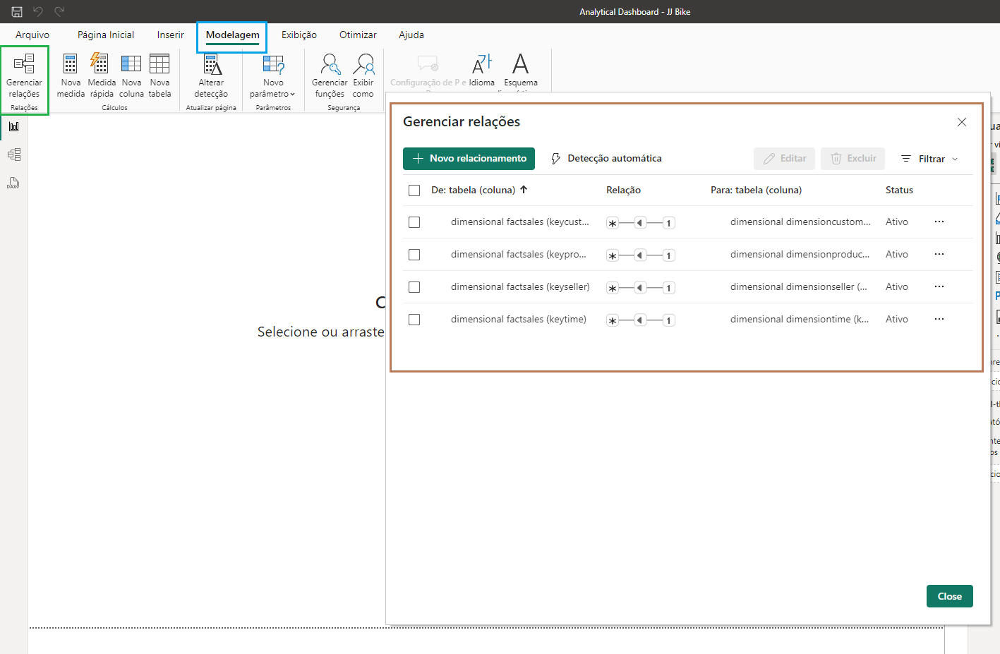 Analytical Dashboard - JJ Bike
Arquivo Página Inicial Inserir Modelagem Exibição Otimizar Ajuda
Gerenciar relações
Nova medida
Medida rápida
Nova coluna
Nova tabela
Alterar detecção
Novo parâmetro
Gerenciar funções
Exibir como
Configuração de P e
Idioma
Esquema
Relações
Cálculos
Atualizar página
Parâmetros
Segurança
Gerenciar relações
Novo relacionamento Detecção automática Editar Excluir Filtrar
De: tabela (coluna) Relação Para: tabela (coluna) Status
dimensional factsales (keycust... * 1 dimensional dimensioncustom... Ativo ...
dimensional factsales (keypro... * 1 dimensional dimensionproduc... Ativo ...
dimensional factsales (keyseller) * 1 dimensional dimensionseller (... Ativo ...
dimensional factsales (keytime) * 1 dimensional dimensiontime (k... Ativo ...
Selecione ou arraste
Close
DAX